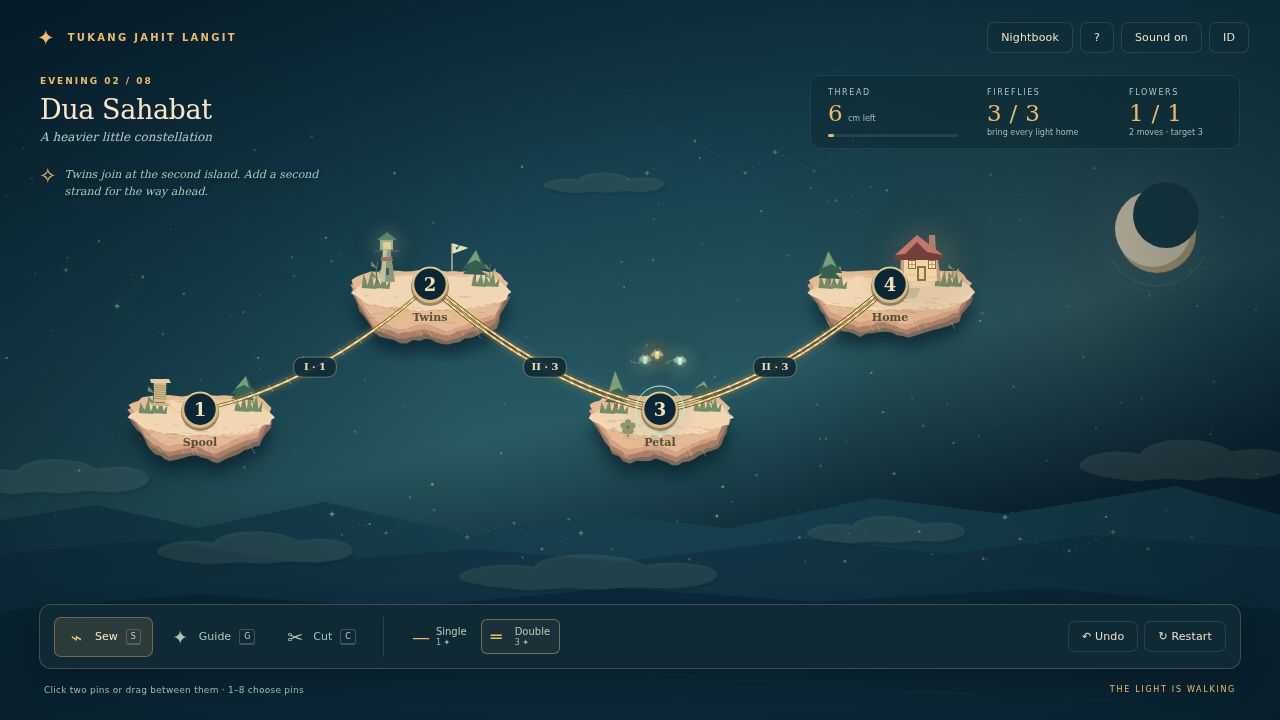 TUKANG JAHIT LANGIT
Nightbook
?
Sound on
ID
EVENING 02 / 08
Dua Sahabat
A heavier little constellation
Twins join at the second island. Add a second
strand for the way ahead.
THREAD
6 cm left
FIREFLIES
3 / 3
bring every light home
FLOWERS
1 / 1
2 moves · target 3
2
Twins
4
Home
I · 1
II · 3
II · 3
1
Spool
3
Petal
Sew S
Guide G
Cut C
Single
1 ✦
Double
3 ✦
↶ Undo
↻ Restart
Click two pins or drag between them · 1–8 choose pins
THE LIGHT IS WALKING